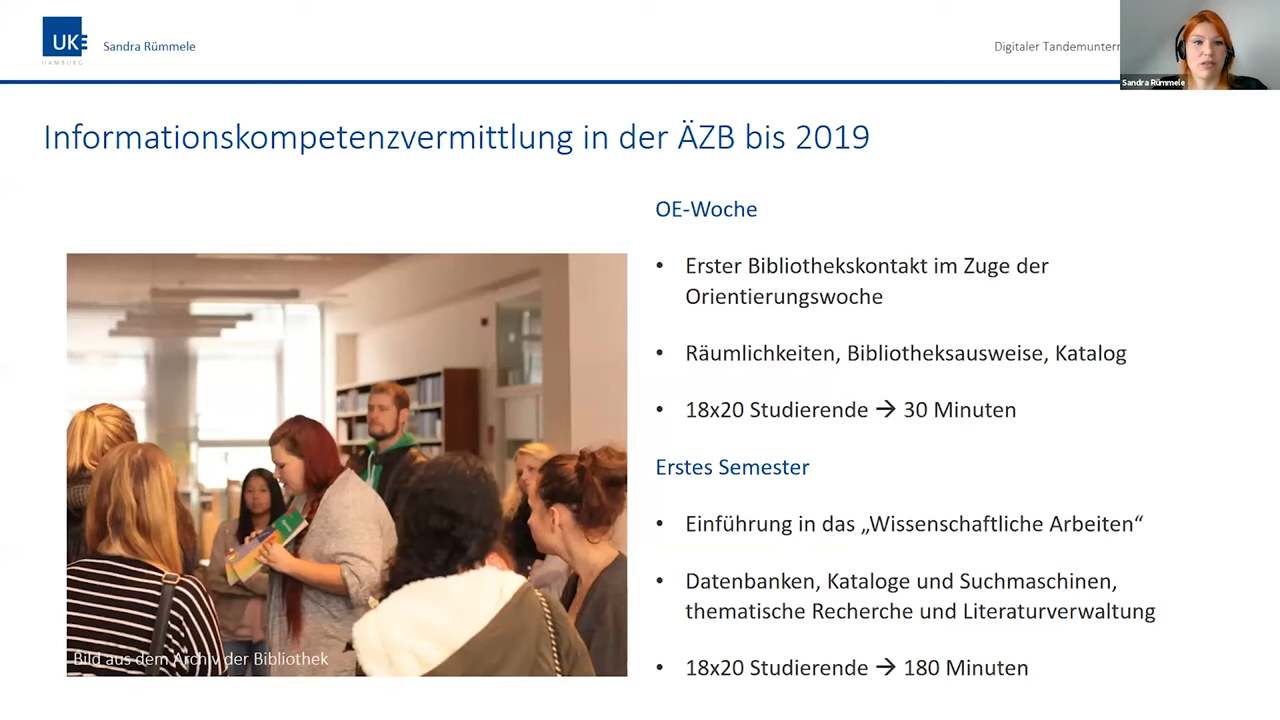 UKE
HAMBURG
Sandra Rümmele
Digitaler Tandemunterr
Sandra Rümmele
Informationskompetenzvermittlung in der ÄZB bis 2019
OE-Woche
• Erster Bibliothekskontakt im Zuge der
Orientierungswoche
• Räumlichkeiten, Bibliotheksausweise, Katalog
• 18x20 Studierende → 30 Minuten
Erstes Semester
• Einführung in das „Wissenschaftliche Arbeiten“
• Datenbanken, Kataloge und Suchmaschinen,
thematische Recherche und Literaturverwaltung
• 18x20 Studierende → 180 Minuten
Bild aus dem Archiv der Bibliothek